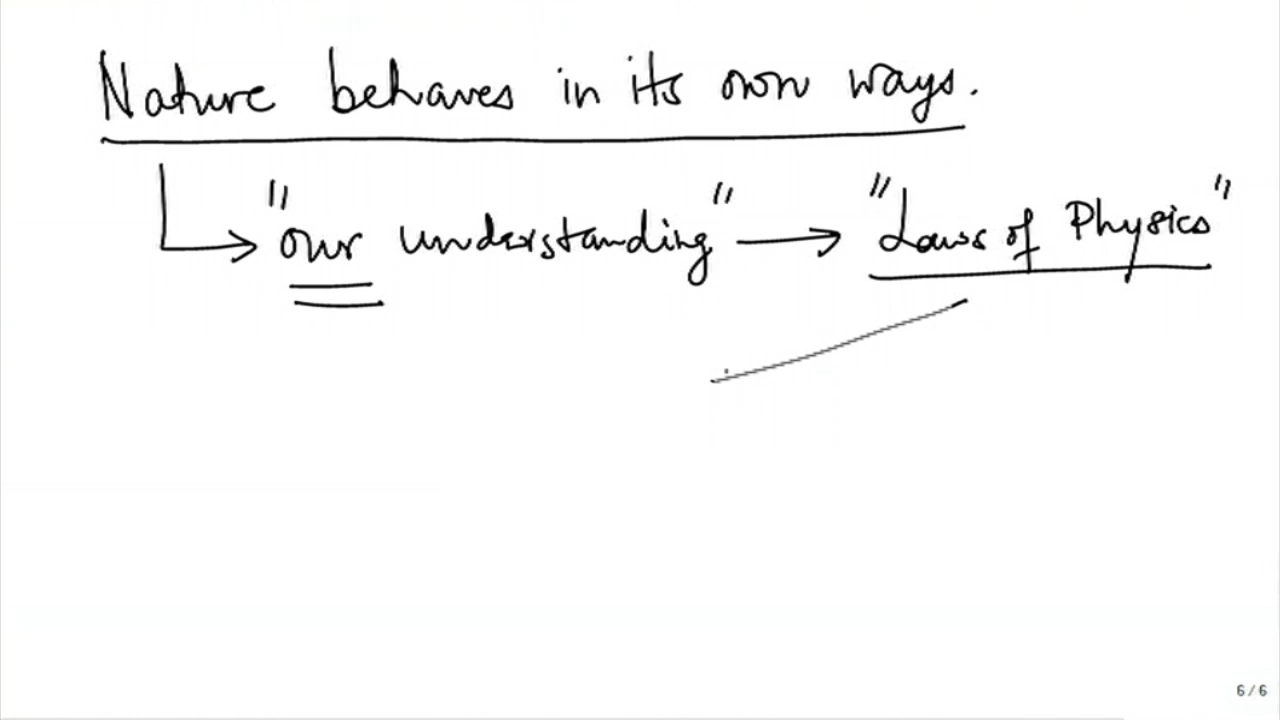 Nature behaves in its own ways.
"our understanding" → "Laws of Physics"
6/6